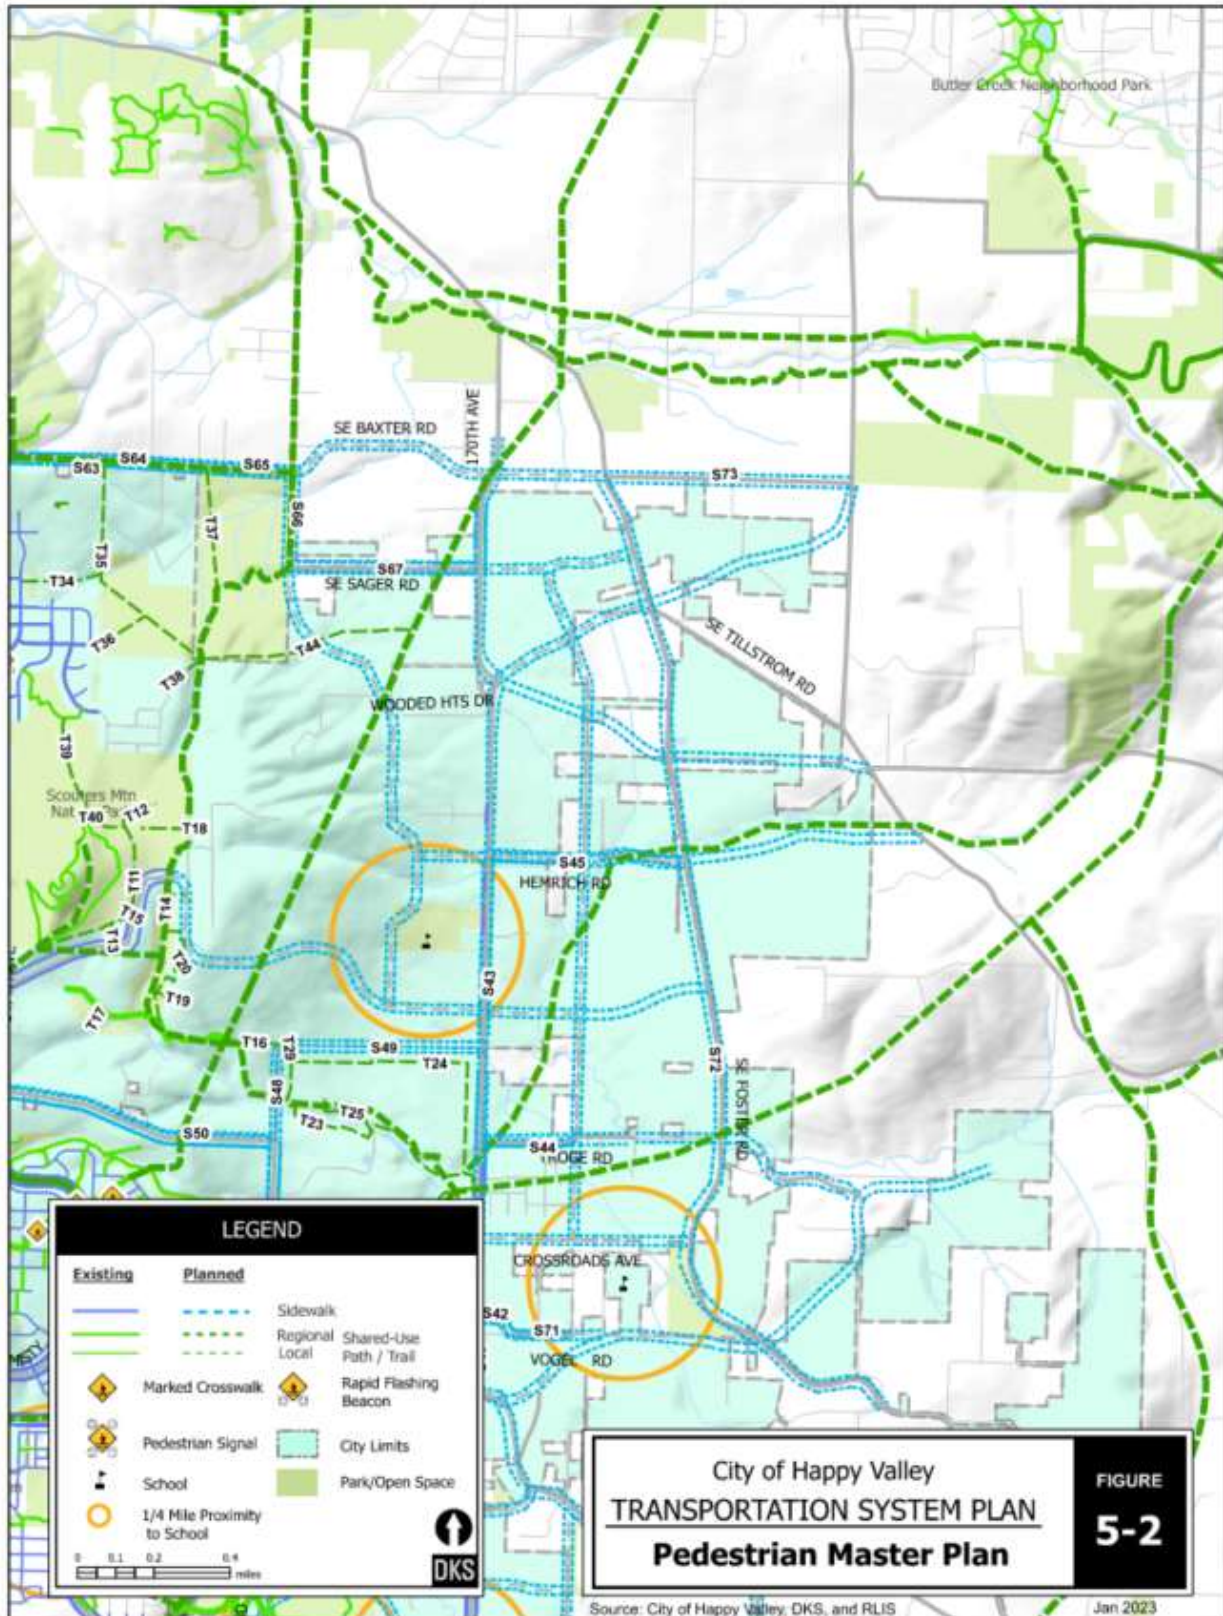 Butler Creek Neighborhood Park
SE BAXTER RD
170TH AVE
S63
S64
S65
S73
S66
T37
T35
S67
SE SAGER RD
T34
T36
T44
SE TILLSTROM RD
T38
WOODED HTS DR
T39
Scouters Mtn
T40
T12
T18
S45
HEMRICH RD
T11
T14
T15
T13
T20
S43
T19
T17
T16
T29
S49
T24
S72
SE FOSTER RD
S48
T25
T23
S50
S44
CROSSROADS AVE
S42
S71
VOGEL RD
LEGEND
Existing Planned
Sidewalk
Regional Shared-Use
Local Path / Trail
Marked Crosswalk Rapid Flashing
Beacon
Pedestrian Signal City Limits
School Park/Open Space
1/4 Mile Proximity
to School
0 0.1 0.2 0.4
miles
DKS
City of Happy Valley
TRANSPORTATION SYSTEM PLAN
Pedestrian Master Plan
FIGURE
5-2
Source: City of Happy Valley, DKS, and RLIS
Jan 2023